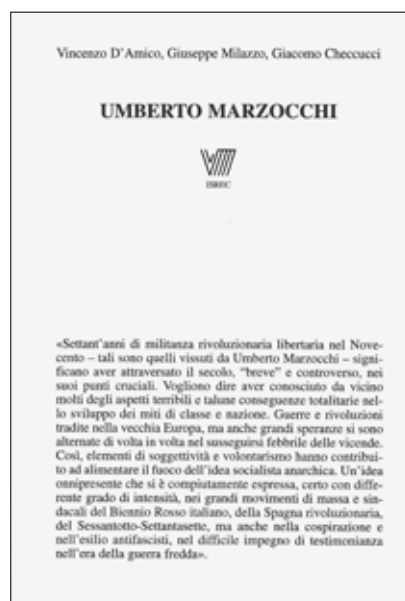 Vincenzo D'Amico, Giuseppe Milazzo, Giacomo Checcucci
UMBERTO MARZOCCHI
ISREC
«Settant'anni di militanza rivoluzionaria libertaria nel Nove-
cento – tali sono quelli vissuti da Umberto Marzocchi – signi-
ficano aver attraversato il secolo, "breve" e controverso, nei
suoi punti cruciali. Vogliono dire aver conosciuto da vicino
molti degli aspetti terribili e talune conseguenze totalitarie nel-
lo sviluppo dei miti di classe e nazione. Guerre e rivoluzioni
tradite nella vecchia Europa, ma anche grandi speranze si sono
alternate di volta in volta nel susseguirsi febbrile delle vicende.
Così, elementi di soggettività e volontarismo hanno contribui-
to ad alimentare il fuoco dell'idea socialista anarchica. Un'idea
onnipresente che si è compiutamente espressa, certo con diffe-
rente grado di intensità, nei grandi movimenti di massa e sin-
dacali del Biennio Rosso italiano, della Spagna rivoluzionaria,
del Sessantotto-Settantasette, ma anche nella cospirazione e
nell'esilio antifascisti, nel difficile impegno di testimonianza
nell'era della guerra fredda».